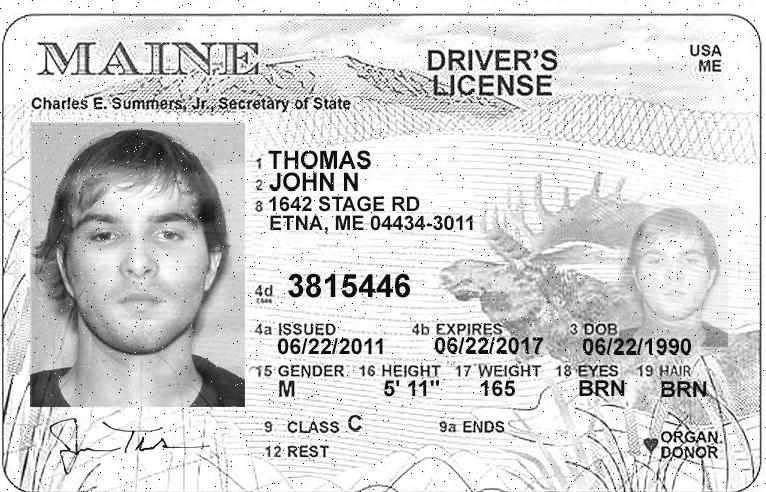 MAINE
DRIVER'S LICENSE
USA
ME
Charles E. Summers, Jr., Secretary of State
1 THOMAS
2 JOHN N
8 1642 STAGE RD
ETNA, ME 04434-3011
4d 3815446
4a ISSUED 4b EXPIRES 3 DOB
06/22/2011 06/22/2017 06/22/1990
15 GENDER 16 HEIGHT 17 WEIGHT 18 EYES 19 HAIR
M 5' 11" 165 BRN BRN
9 CLASS C 9a ENDS
12 REST
ORGAN
DONOR